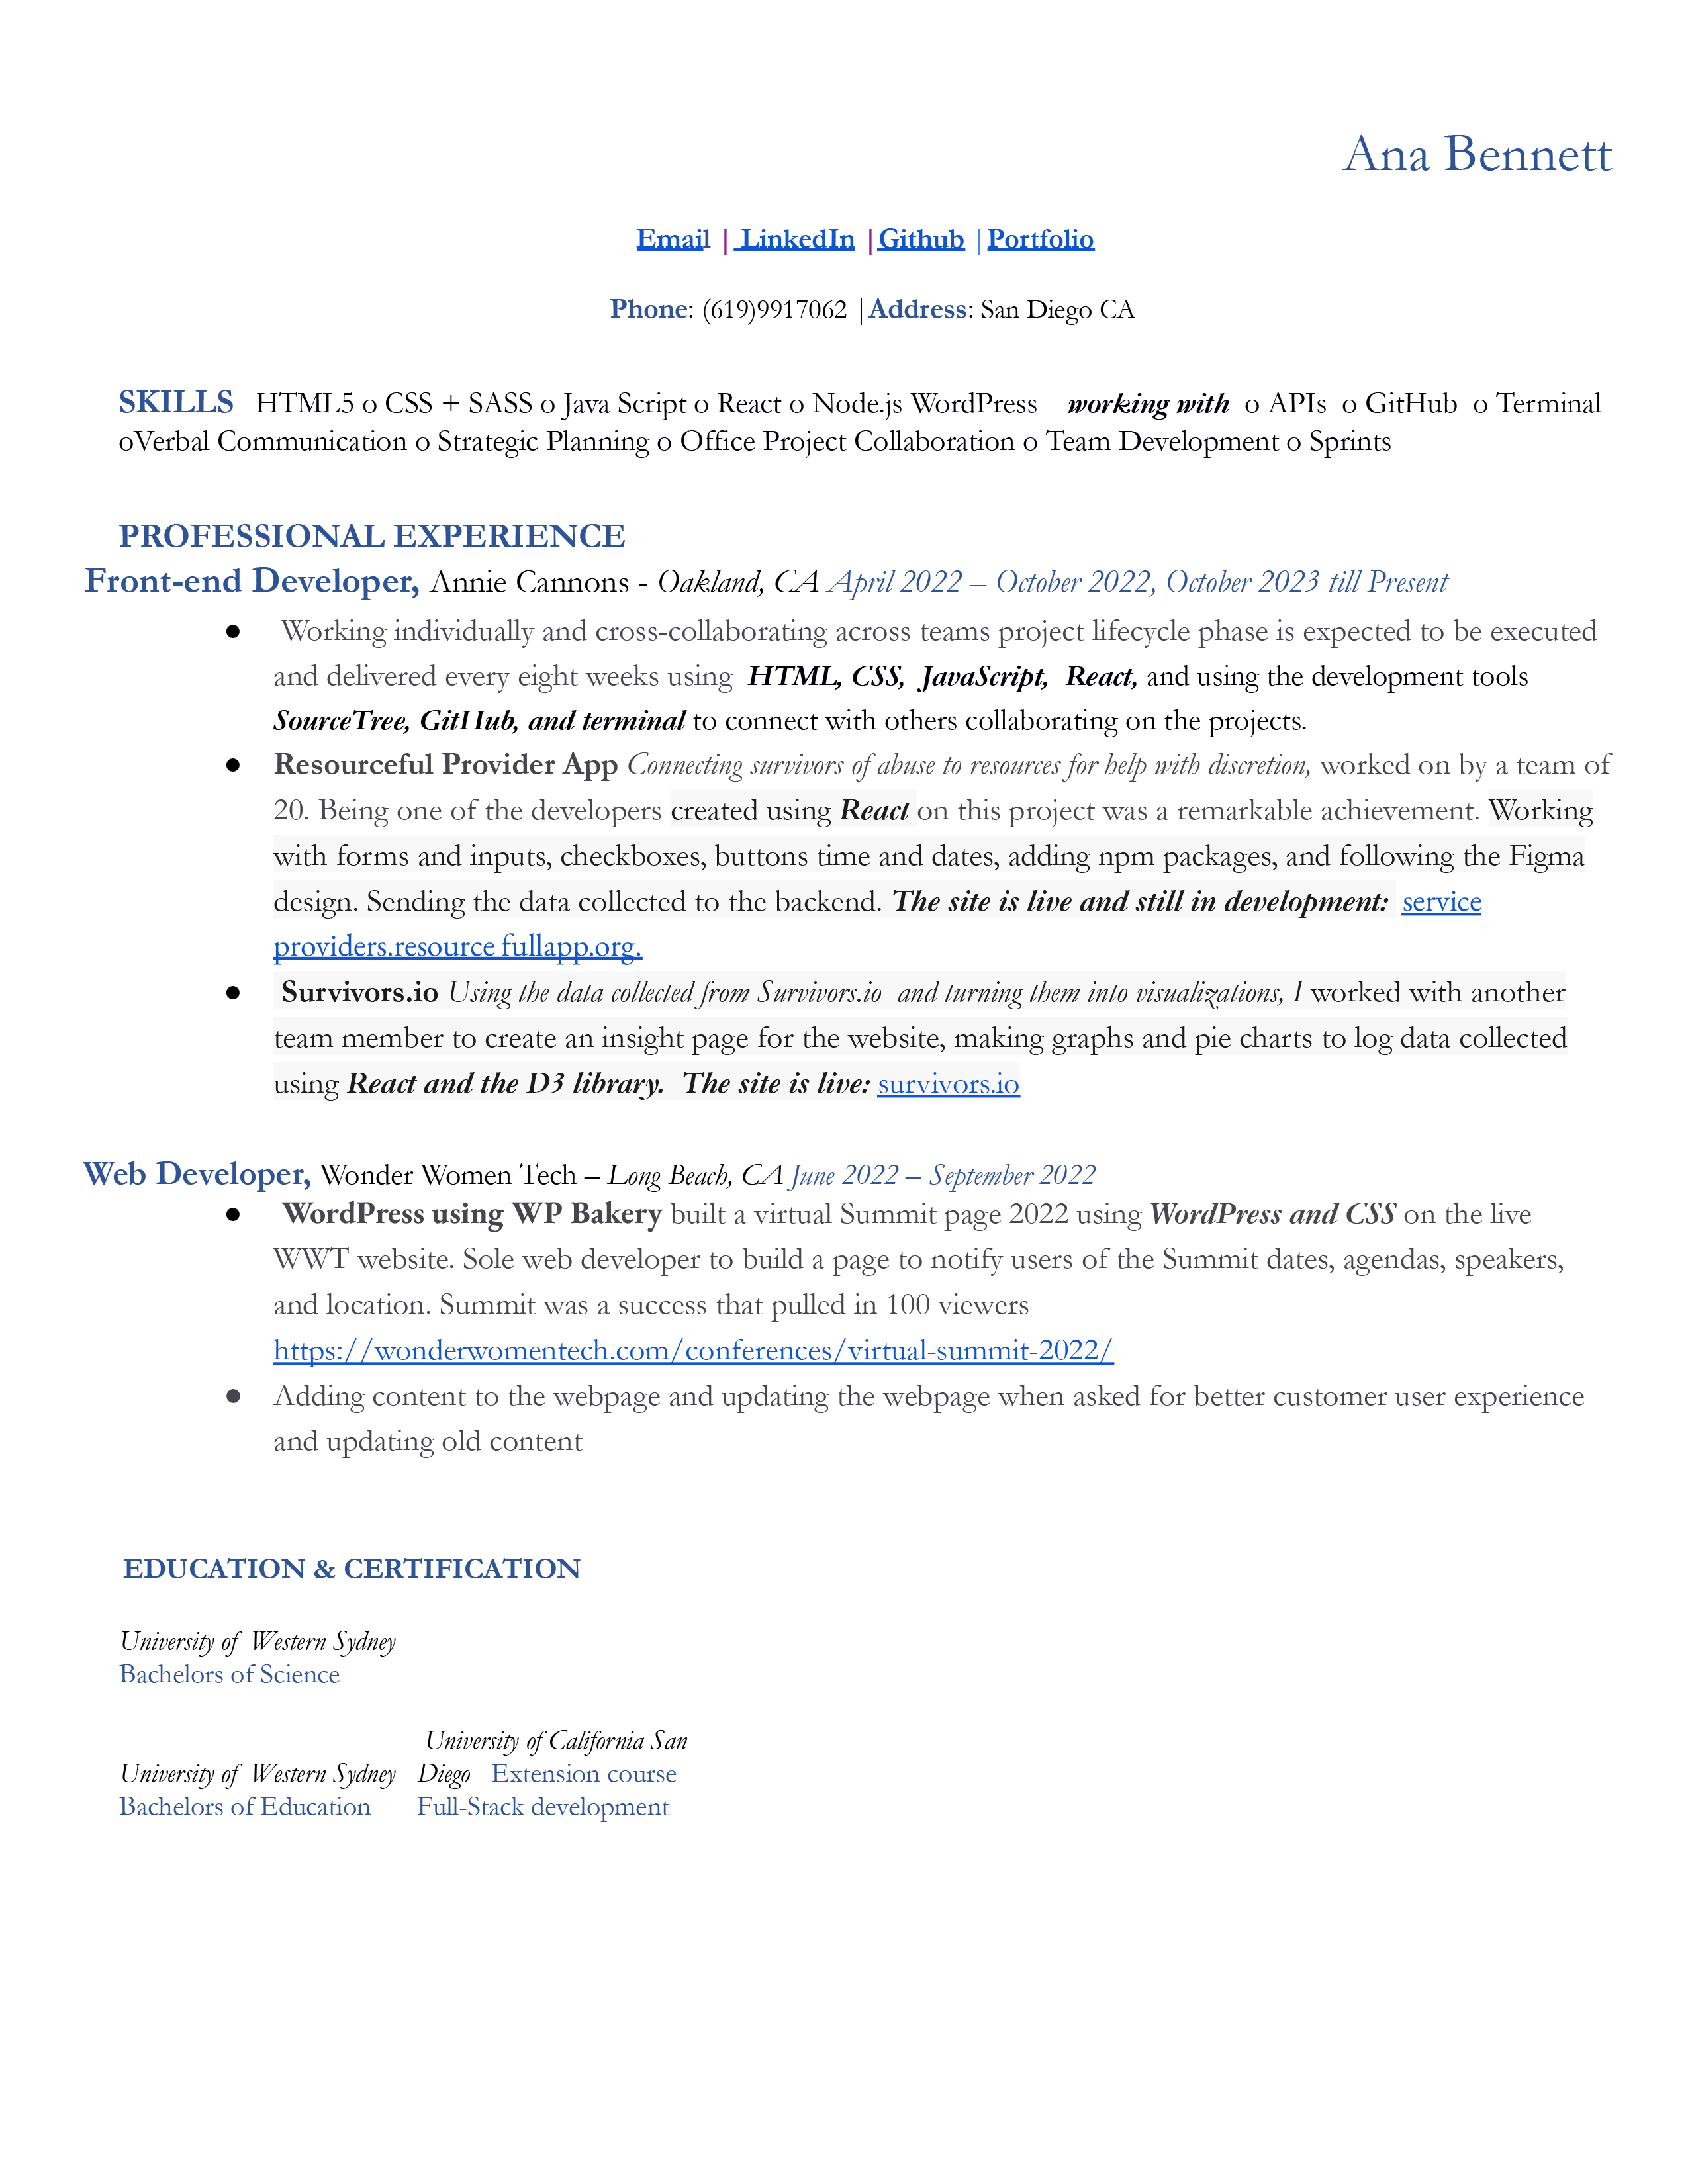 Ana Bennett
Email | LinkedIn |Github |Portfolio
Phone: (619)9917062 |Address: San Diego CA
SKILLS HTML5 o CSS + SASS o Java Script o React o Node.js WordPress working with o APIs o GitHub o Terminal
oVerbal Communication o Strategic Planning o Office Project Collaboration o Team Development o Sprints
PROFESSIONAL EXPERIENCE
Front-end Developer, Annie Cannons - Oakland, CA April 2022 – October 2022, October 2023 till Present
● Working individually and cross-collaborating across teams project lifecycle phase is expected to be executed
and delivered every eight weeks using HTML, CSS, JavaScript, React, and using the development tools
SourceTree, GitHub, and terminal to connect with others collaborating on the projects.
● Resourceful Provider App Connecting survivors of abuse to resources for help with discretion, worked on by a team of
20. Being one of the developers created using React on this project was a remarkable achievement. Working
with forms and inputs, checkboxes, buttons time and dates, adding npm packages, and following the Figma
design. Sending the data collected to the backend. The site is live and still in development: service
providers.resource fullapp.org.
● Survivors.io Using the data collected from Survivors.io and turning them into visualizations, I worked with another
team member to create an insight page for the website, making graphs and pie charts to log data collected
using React and the D3 library. The site is live: survivors.io
Web Developer, Wonder Women Tech – Long Beach, CA June 2022 – September 2022
● WordPress using WP Bakery built a virtual Summit page 2022 using WordPress and CSS on the live
WWT website. Sole web developer to build a page to notify users of the Summit dates, agendas, speakers,
and location. Summit was a success that pulled in 100 viewers
https://wonderwomentech.com/conferences/virtual-summit-2022/
● Adding content to the webpage and updating the webpage when asked for better customer user experience
and updating old content
EDUCATION & CERTIFICATION
University of Western Sydney
Bachelors of Science
University of Western Sydney
Bachelors of Education
University of California San
Diego Extension course
Full-Stack development